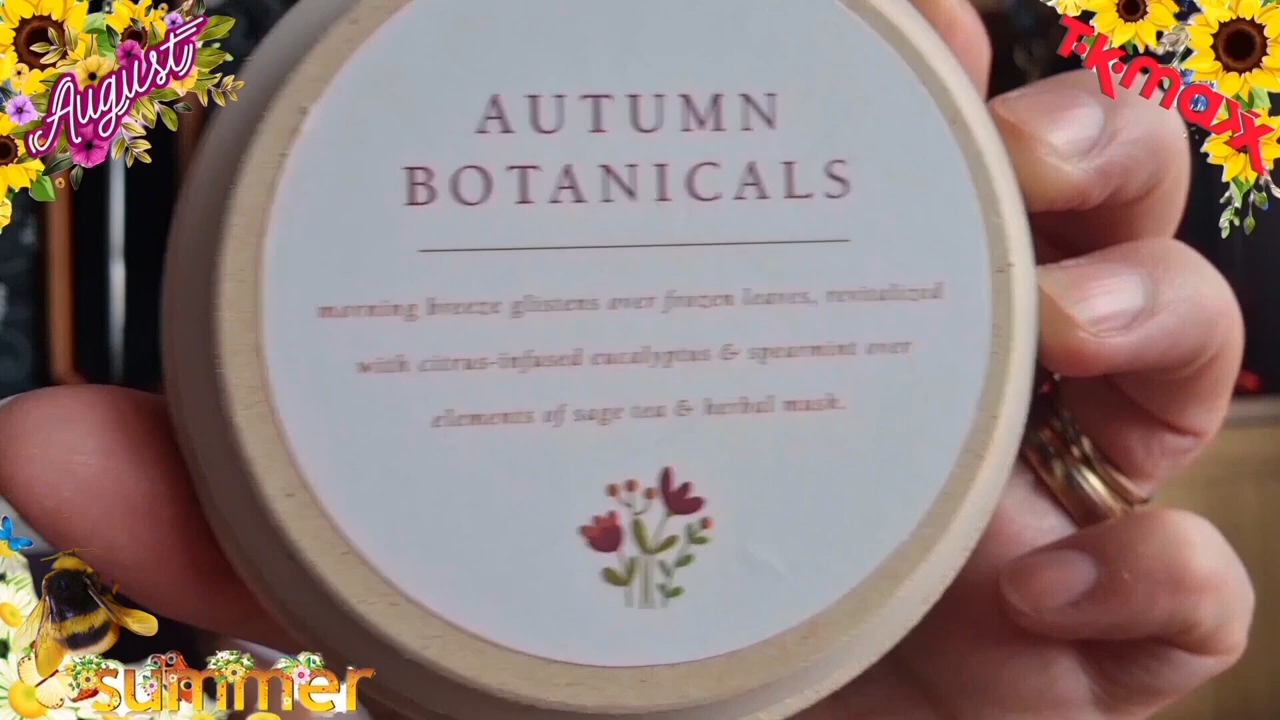 August
T·K·maxx
AUTUMN
BOTANICALS
morning breeze glistens over frozen leaves, revitalized
with citrus-infused eucalyptus & spearmint over
elements of sage tea & herbal musk.
summer